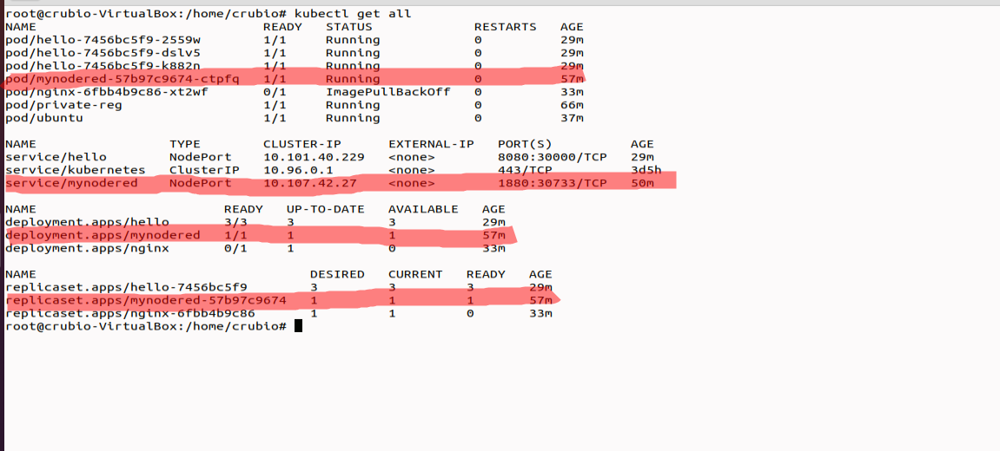 root@crubio-VirtualBox:/home/crubio# kubectl get all
NAME READY STATUS RESTARTS AGE
pod/hello-7456bc5f9-2559w 1/1 Running 0 29m
pod/hello-7456bc5f9-dslv5 1/1 Running 0 29m
pod/hello-7456bc5f9-k882n 1/1 Running 0 29m
pod/mynodered-57b97c9674-ctpfq 1/1 Running 0 57m
pod/nginx-6fbb4b9c86-xt2wf 0/1 ImagePullBackOff 0 33m
pod/private-reg 1/1 Running 0 66m
pod/ubuntu 1/1 Running 0 37m
NAME TYPE CLUSTER-IP EXTERNAL-IP PORT(S) AGE
service/hello NodePort 10.101.40.229 <none> 8080:30000/TCP 29m
service/kubernetes ClusterIP 10.96.0.1 <none> 443/TCP 3d5h
service/mynodered NodePort 10.107.42.27 <none> 1880:30733/TCP 50m
NAME READY UP-TO-DATE AVAILABLE AGE
deployment.apps/hello 3/3 3 3 29m
deployment.apps/mynodered 1/1 1 1 57m
deployment.apps/nginx 0/1 1 0 33m
NAME DESIRED CURRENT READY AGE
replicaset.apps/hello-7456bc5f9 3 3 3 29m
replicaset.apps/mynodered-57b97c9674 1 1 1 57m
replicaset.apps/nginx-6fbb4b9c86 1 1 0 33m
root@crubio-VirtualBox:/home/crubio#